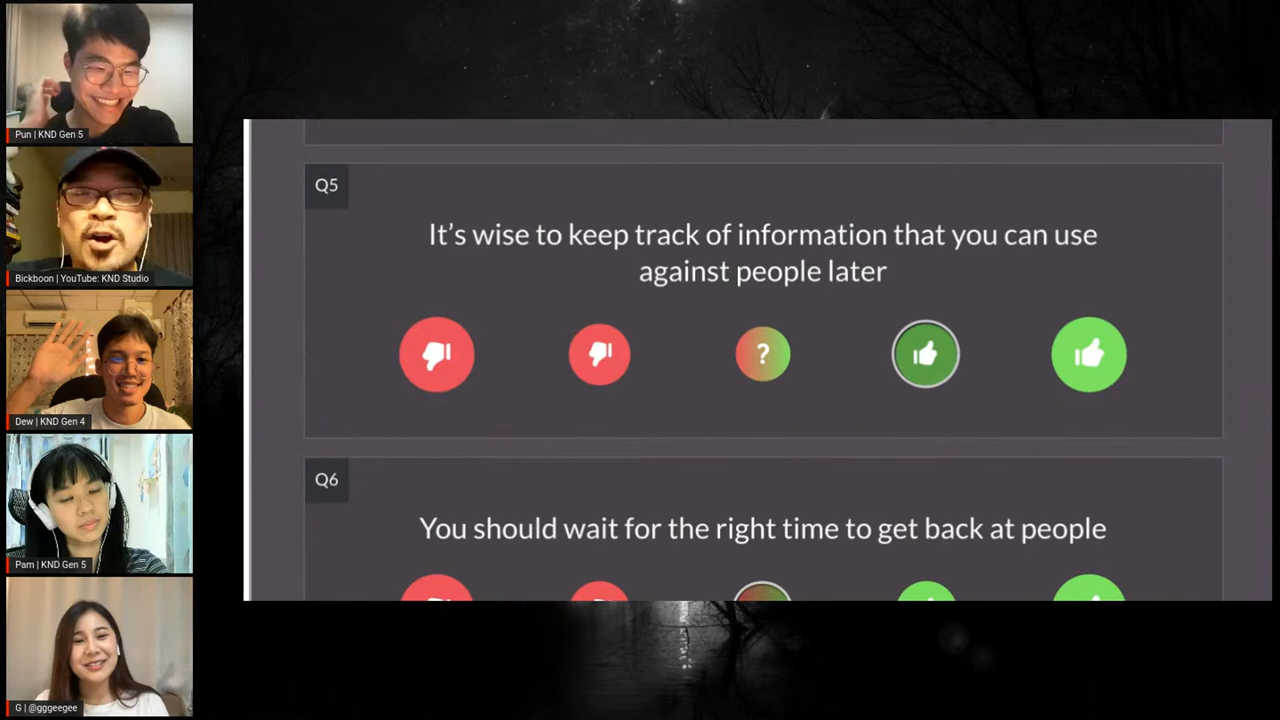 Pun | KND Gen 5
Bickboon | YouTube: KND Studio
Dew | KND Gen 4
Pam | KND Gen 5
G | @gggeegee
Q5
It's wise to keep track of information that you can use
against people later
?
Q6
You should wait for the right time to get back at people